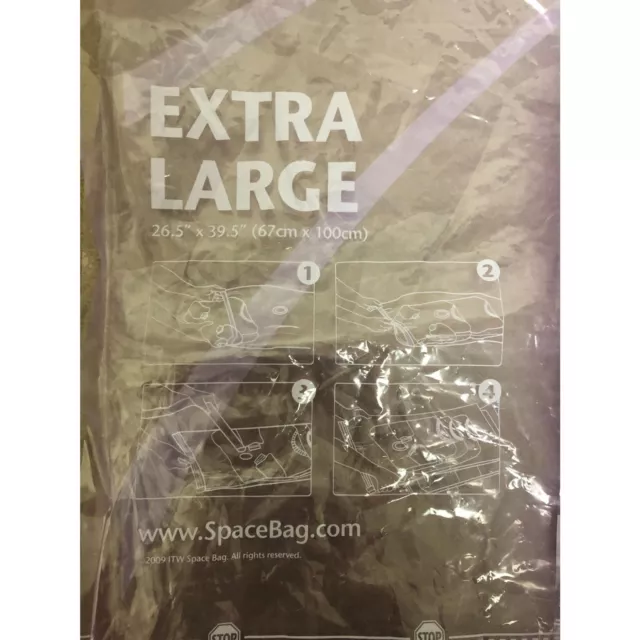 EXTRA
LARGE
26.5" x 39.5" (67cm x 100cm)
1
2
3
4
www.SpaceBag.com
2009 ITW Space Bag. All rights reserved.
STOP
STOP